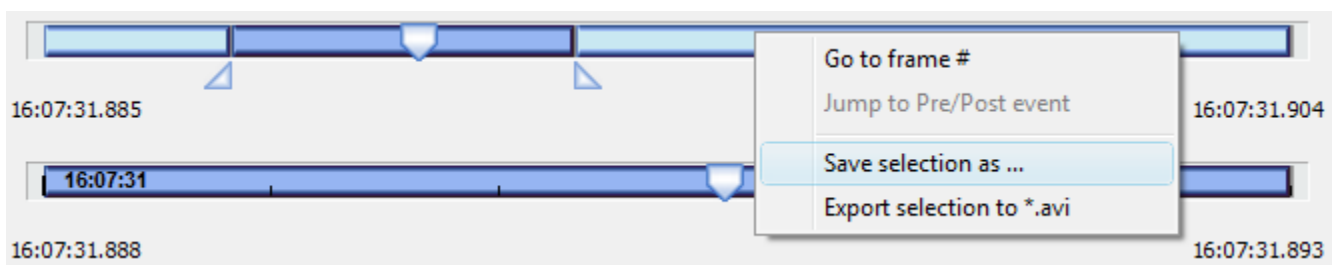 Go to frame #
Jump to Pre/Post event
16:07:31.885
16:07:31.904
Save selection as ...
16:07:31
Export selection to *.avi
16:07:31.888
16:07:31.893